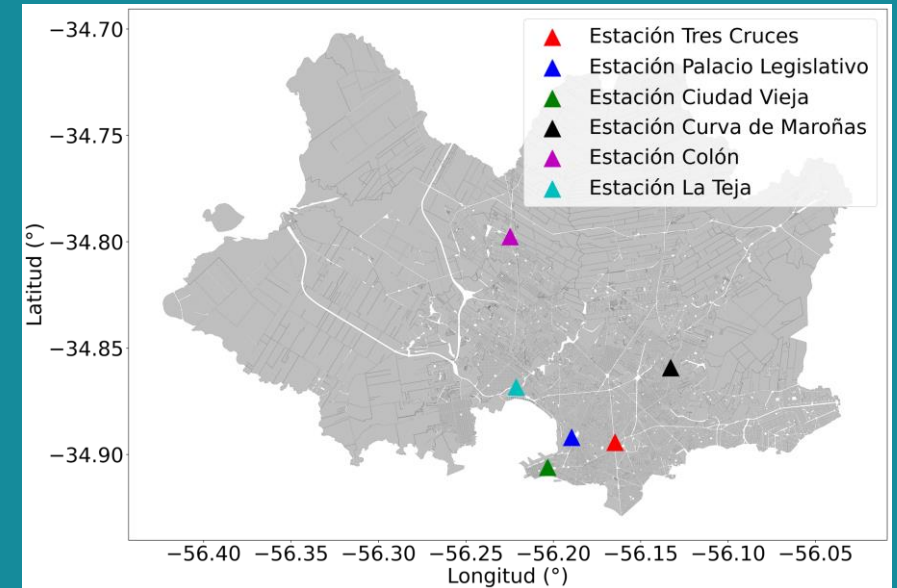 Estación Tres Cruces
Estación Palacio Legislativo
Estación Ciudad Vieja
Estación Curva de Maroñas
Estación Colón
Estación La Teja
Latitud (°)
−34.70
−34.75
−34.80
−34.85
−34.90
−56.40 −56.35 −56.30 −56.25 −56.20 −56.15 −56.10 −56.05
Longitud (°)